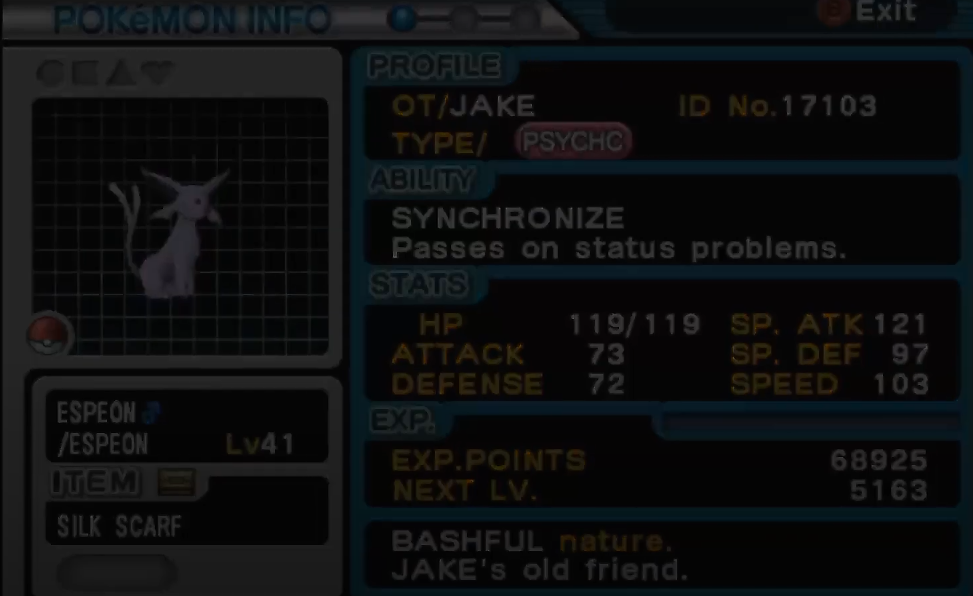 POKéMON INFO
Exit
PROFILE
OT/JAKE ID No.17103
TYPE/ PSYCHC
ABILITY
SYNCHRONIZE
Passes on status problems.
STATS
HP 119/119 SP. ATK 121
ATTACK 73 SP. DEF 97
DEFENSE 72 SPEED 103
ESPEON♂
/ESPEON Lv41
ITEM
SILK SCARF
EXP.
EXP.POINTS 68925
NEXT LV. 5163
BASHFUL nature.
JAKE's old friend.